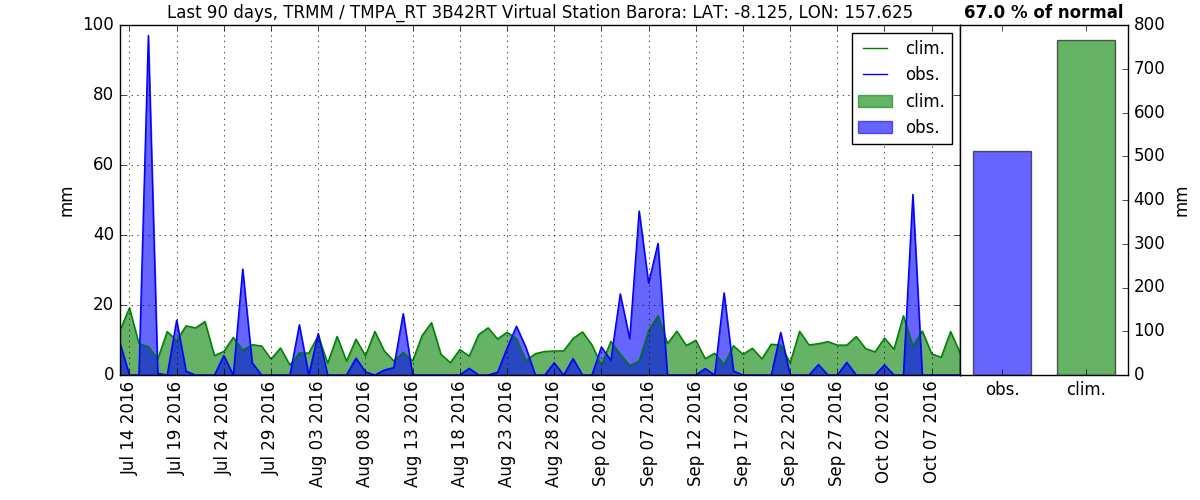 Last 90 days, TRMM / TMPA_RT 3B42RT Virtual Station Barora: LAT: -8.125, LON: 157.625
67.0 % of normal
100
80
60
40
20
0
mm
clim.
obs.
clim.
obs.
800
700
600
500
400
300
200
100
0
mm
obs.
clim.
Jul 14 2016
Jul 19 2016
Jul 24 2016
Jul 29 2016
Aug 03 2016
Aug 08 2016
Aug 13 2016
Aug 18 2016
Aug 23 2016
Aug 28 2016
Sep 02 2016
Sep 07 2016
Sep 12 2016
Sep 17 2016
Sep 22 2016
Sep 27 2016
Oct 02 2016
Oct 07 2016